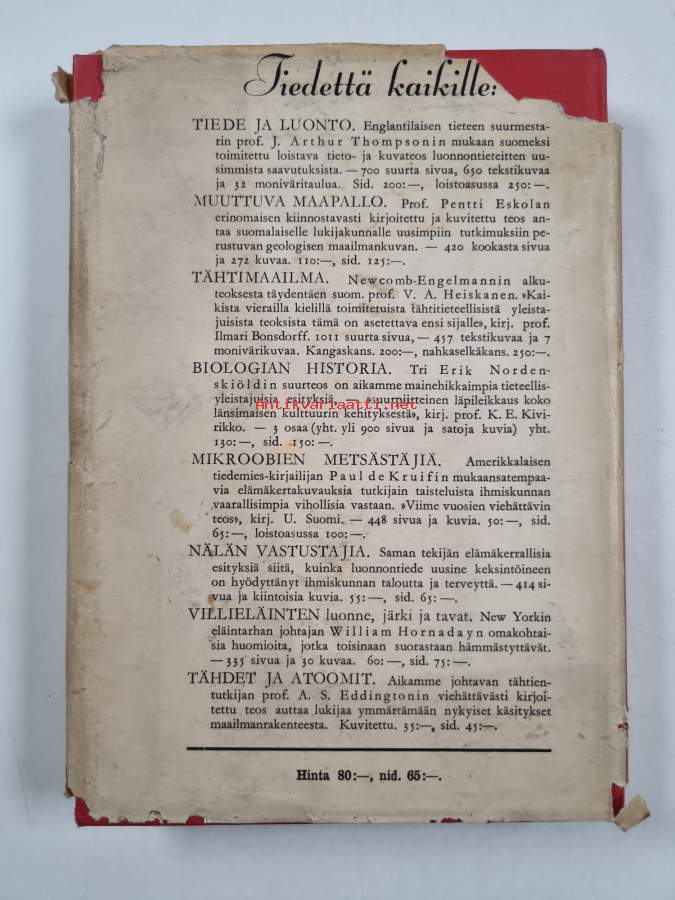 Tiedettä kaikille:
TIEDE JA LUONTO. Englantilaisen tieteen suurmesta-
rin prof. J. Arthur Thompsonin mukaan suomeksi
toimitettu loistava tieto- ja kuvateos luonnontieteitten uu-
simmista saavutuksista. — 700 suurta sivua, 650 tekstikuvaa
ja 32 moniväritaulua. Sid. 200:—, loistoasussa 250:—.
MUUTTUVA MAAPALLO. Prof. Pentti Eskolan
erinomaisen kiinnostavasti kirjoitettu ja kuvitettu teos an-
taa suomalaiselle lukijakunnalle uusimpiin tutkimuksiin pe-
rustuvan geologisen maailmankuvan. — 420 kookasta sivua
ja 272 kuvaa. 110:—, sid. 125:—.
TÄHTIMAAILMA. Newcomb-Engelmannin alku-
teoksesta täydentäen suom. prof. V. A. Heiskanen. »Kai-
kista vierailla kielillä toimitetuista tähtitieteellisistä yleista-
juisista teoksista tämä on asetettava ensi sijalle», kirj. prof.
Ilmari Bonsdorff. 1011 suurta sivua, — 457 tekstikuvaa ja 7
monivärikuvaa. Kangaskans. 200:—, nahkaselkäkans. 250:—.
BIOLOGIAN HISTORIA. Tri Erik Norden-
skiöldin suurteos on aikamme mainehikkaimpia tieteellis-
yleistajuisia esityksiä. — »suurpiirteinen läpileikkaus koko
länsimaisen kulttuurin kehityksestä», kirj. prof. K. E. Kivi-
rikko. — 3 osaa (yht. yli 900 sivua ja satoja kuvia) yht.
130:—, sid. 150:—.
Antikvariaatti.net
MIKROOBIEN METSÄSTÄJIÄ. Amerikkalaisen
tiedemies-kirjailijan Paul de Kruifin mukaansatempaa-
via elämäkertakuvauksia tutkijain taisteluista ihmiskunnan
vaarallisimpia vihollisia vastaan. »Viime vuosien viehättävin
teos», kirj. U. Suomi. — 448 sivua ja kuvia. 50:—, sid.
65:—, loistoasussa 100:—.
NÄLÄN VASTUSTAJIA. Saman tekijän elämäkerrallisia
esityksiä siitä, kuinka luonnontiede uusine keksintöineen
on hyödyttänyt ihmiskunnan taloutta ja terveyttä. — 414 si-
vua ja kiintoisia kuvia. 55:—, sid. 65:—.
VILLIELÄINTEN luonne, järki ja tavat. New Yorkin
eläintarhan johtajan William Hornadayn omakohtai-
sia huomioita, jotka toisinaan suorastaan hämmästyttävät.
— 335 sivua ja 30 kuvaa. 60:—, sid. 75:—.
TÄHDET JA ATOOMIT. Aikamme johtavan tähtien-
tutkijan prof. A. S. Eddingtonin viehättävästi kirjoi-
tettu teos auttaa lukijaa ymmärtämään nykyiset käsitykset
maailmanrakenteesta. Kuvitettu. 35:—, sid. 45:—.
Hinta 80:—, nid. 65:—.